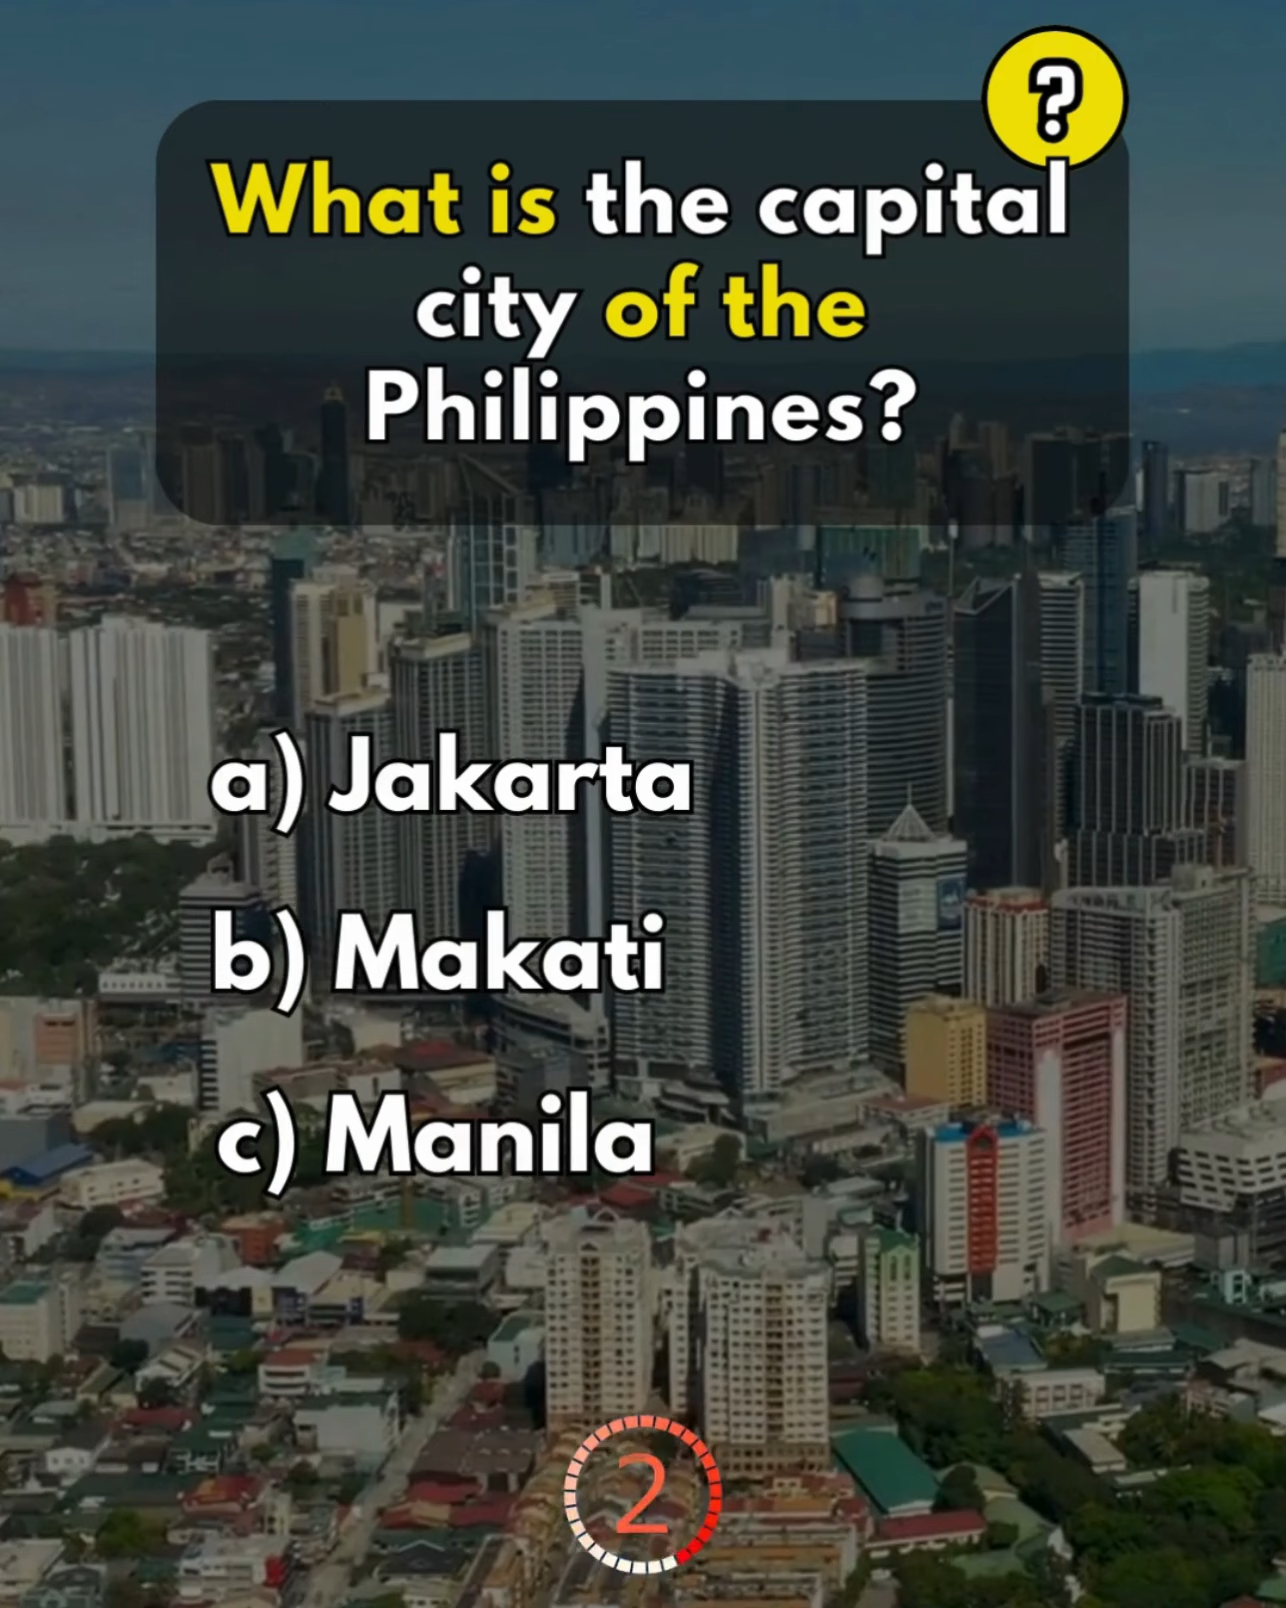 ?
What is the capital
city of the
Philippines?
a) Jakarta
b) Makati
c) Manila
2